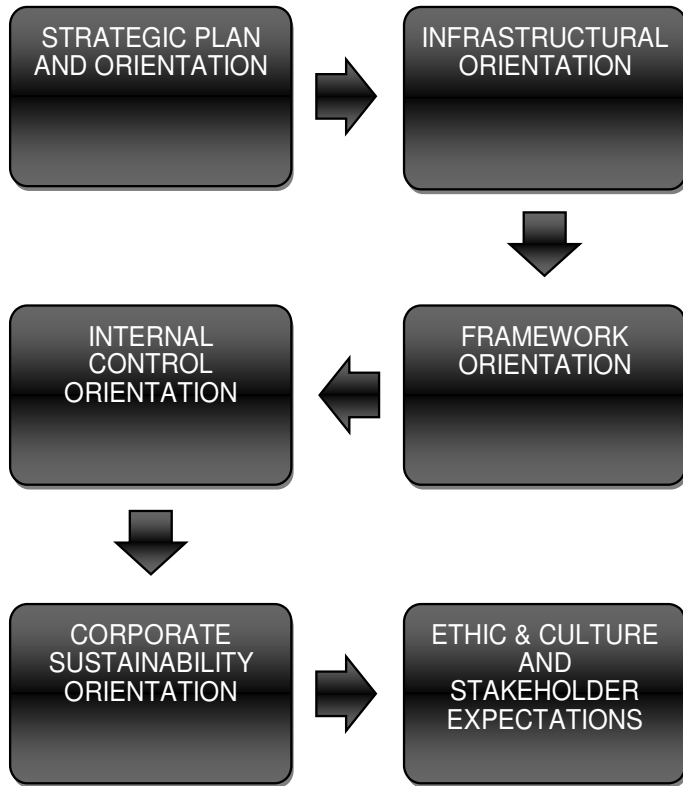 STRATEGIC PLAN
AND ORIENTATION
INFRASTRUCTURAL
ORIENTATION
FRAMEWORK
ORIENTATION
INTERNAL
CONTROL
ORIENTATION
CORPORATE
SUSTAINABILITY
ORIENTATION
ETHIC & CULTURE
AND
STAKEHOLDER
EXPECTATIONS